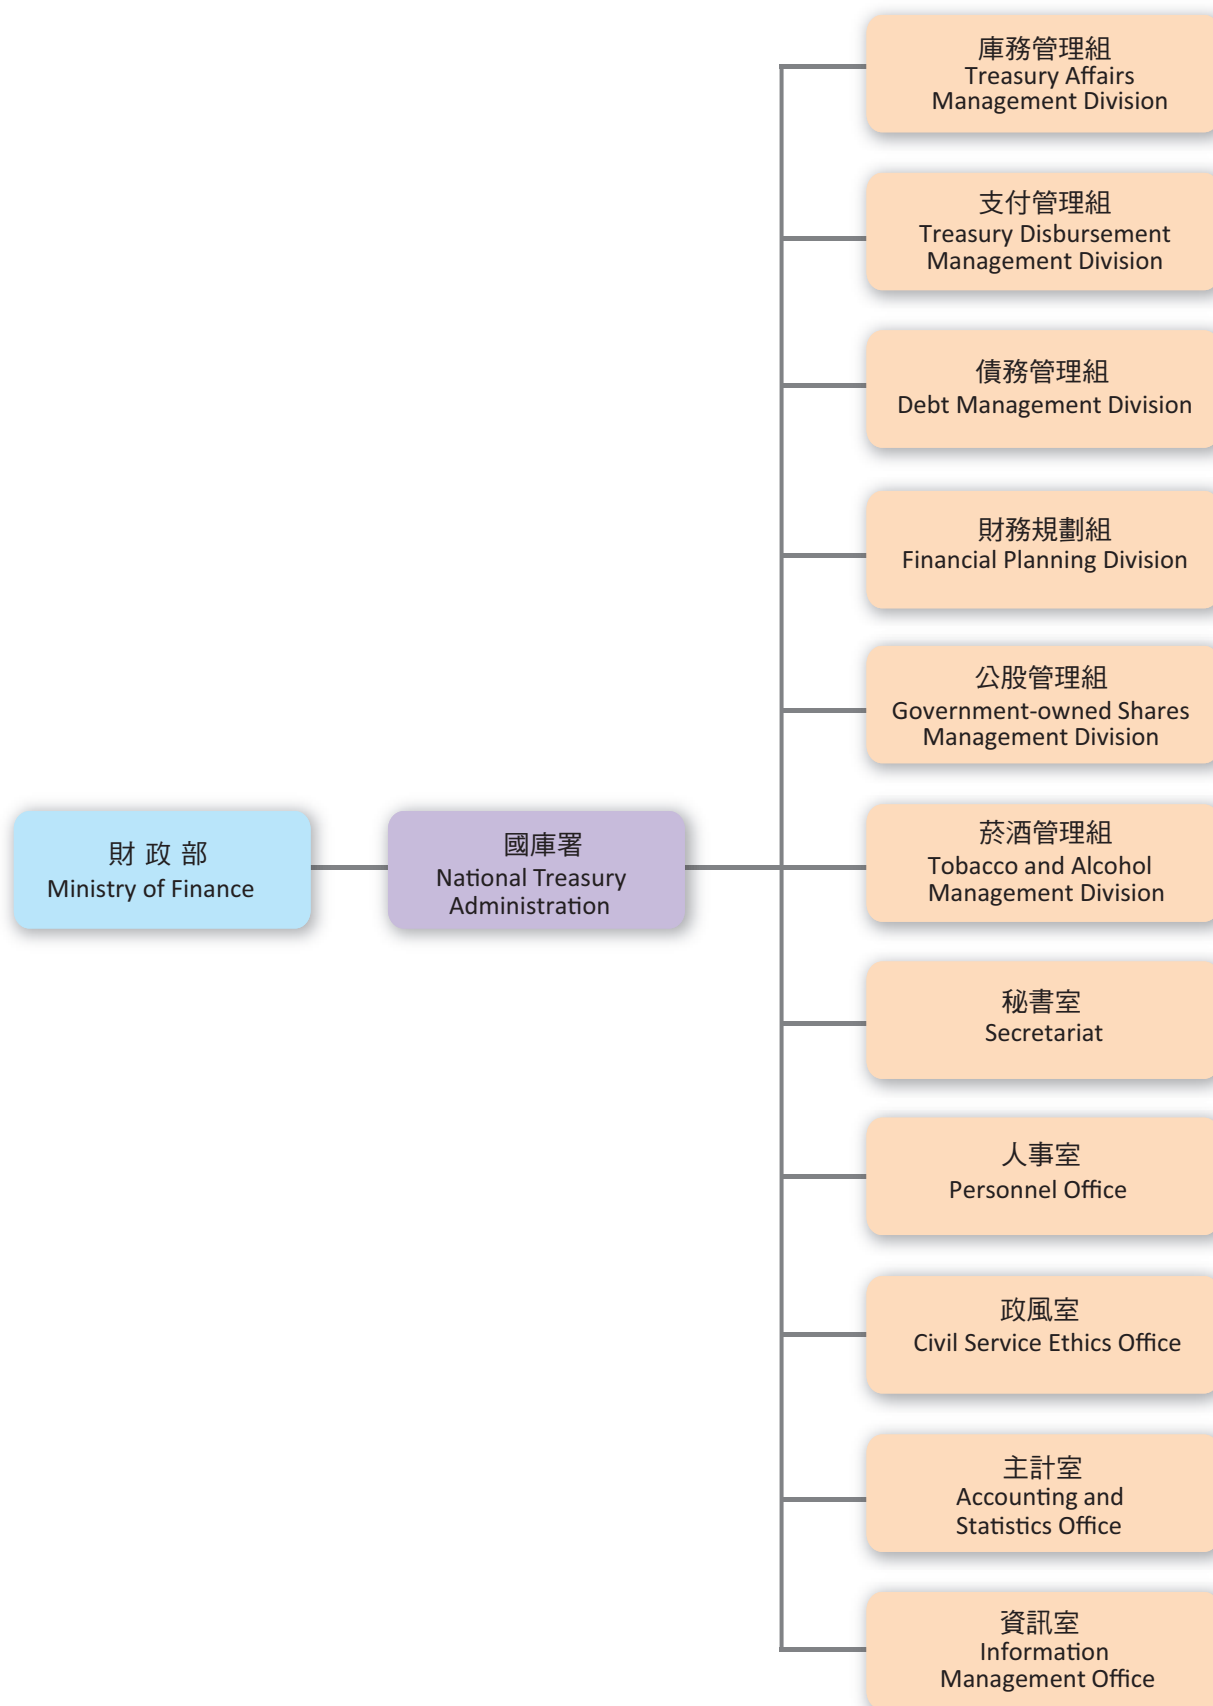 庫務管理組
Treasury Affairs
Management Division
支付管理組
Treasury Disbursement
Management Division
債務管理組
Debt Management Division
財務規劃組
Financial Planning Division
公股管理組
Government-owned Shares
Management Division
財 政 部
Ministry of Finance
國庫署
National Treasury
Administration
菸酒管理組
Tobacco and Alcohol
Management Division
秘書室
Secretariat
人事室
Personnel Office
政風室
Civil Service Ethics Office
主計室
Accounting and
Statistics Office
資訊室
Information
Management Office